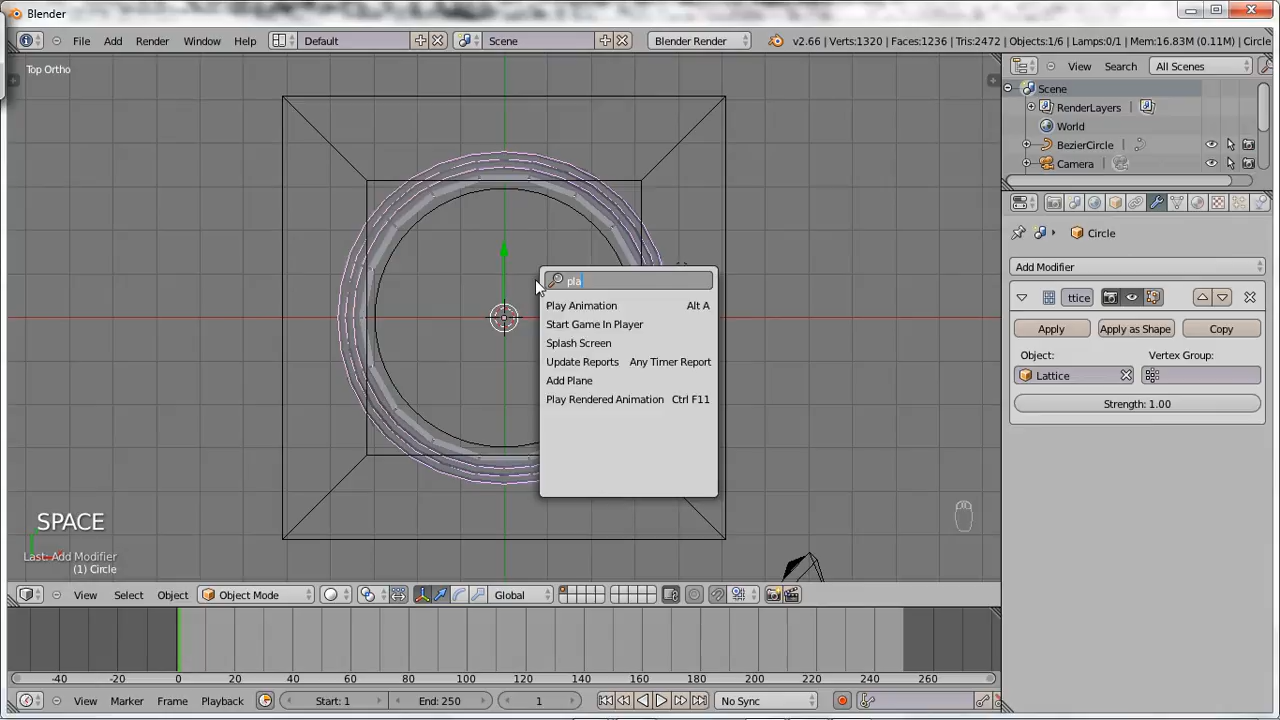 Blender
File Add Render Window Help Default Scene Blender Render v2.66 | Verts:1320 | Faces:1236 | Tris:2472 | Objects:1/6 | Lamps:0/1 | Mem:16.83M (0.11M) | Circle
Top Ortho
View Search All Scenes
Scene
RenderLayers
World
BezierCircle
Camera
Circle
Add Modifier
ttice
Apply Apply as Shape Copy
Object: Vertex Group:
Lattice
Strength: 1.00
pla
Play Animation Alt A
Start Game In Player
Splash Screen
Update Reports Any Timer Report
Add Plane
Play Rendered Animation Ctrl F11
SPACE
Last: Add Modifier
(1) Circle
View Select Object Object Mode Global
-40 -20 0 20 40 60 80 100 120 140 160 180 200 220 240 260
View Marker Frame Playback Start: 1 End: 250 1 No Sync